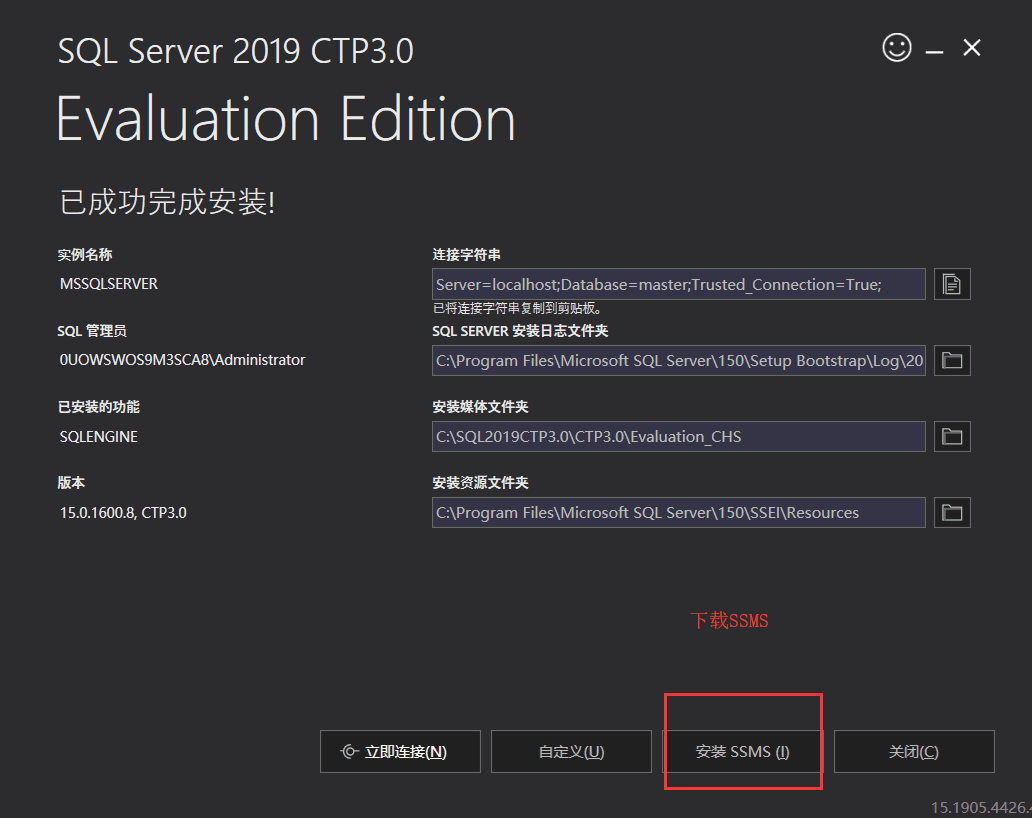 SQL Server 2019 CTP3.0
Evaluation Edition
已成功完成安装!
实例名称
MSSQLSERVER
连接字符串
Server=localhost;Database=master;Trusted_Connection=True;
已将连接字符串复制到剪贴板。
SQL 管理员
0UOWSWOS9M3SCA8\Administrator
SQL SERVER 安装日志文件夹
C:\Program Files\Microsoft SQL Server\150\Setup Bootstrap\Log\20
已安装的功能
SQLENGINE
安装媒体文件夹
C:\SQL2019CTP3.0\CTP3.0\Evaluation_CHS
版本
15.0.1600.8, CTP3.0
安装资源文件夹
C:\Program Files\Microsoft SQL Server\150\SSEI\Resources
下载SSMS
立即连接(N)
自定义(U)
安装 SSMS (I)
关闭(C)
15.1905.4426.